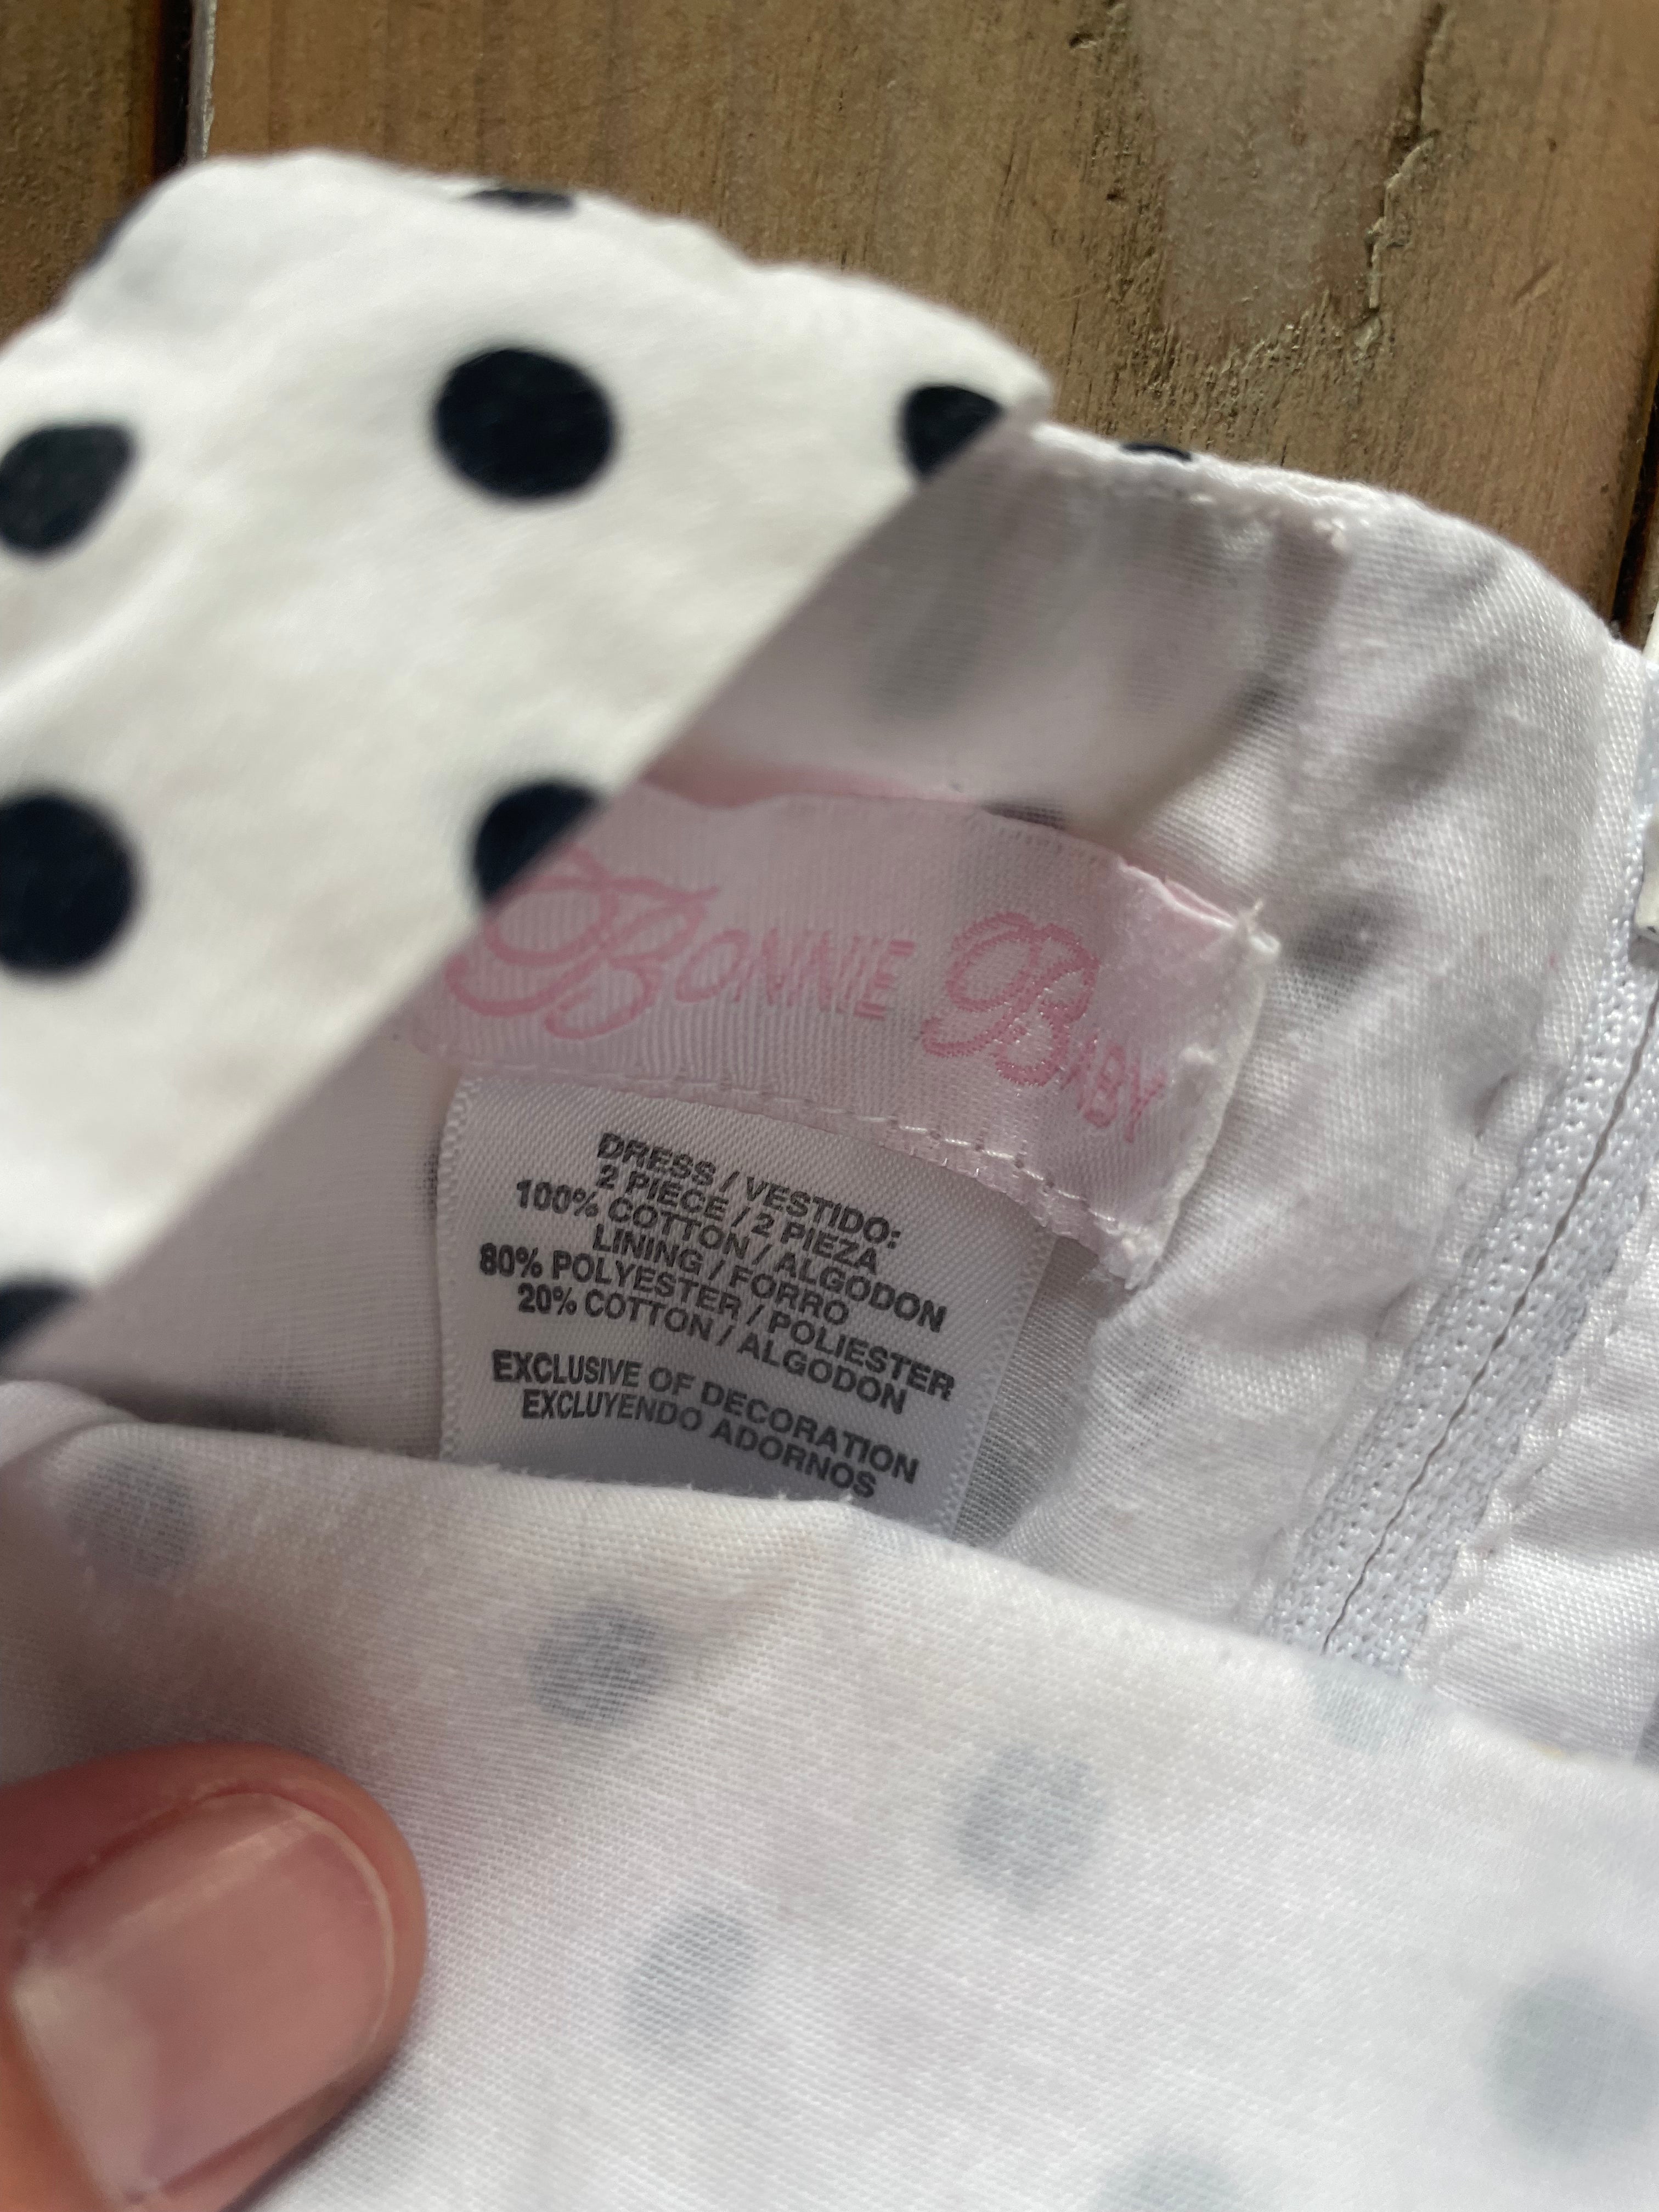 BONNIE BABY
DRESS / VESTIDO:
2 PIECE / 2 PIEZA
100% COTTON / ALGODON
LINING / FORRO
80% POLYESTER / POLIESTER
20% COTTON / ALGODON
EXCLUSIVE OF DECORATION
EXCLUYENDO ADORNOS